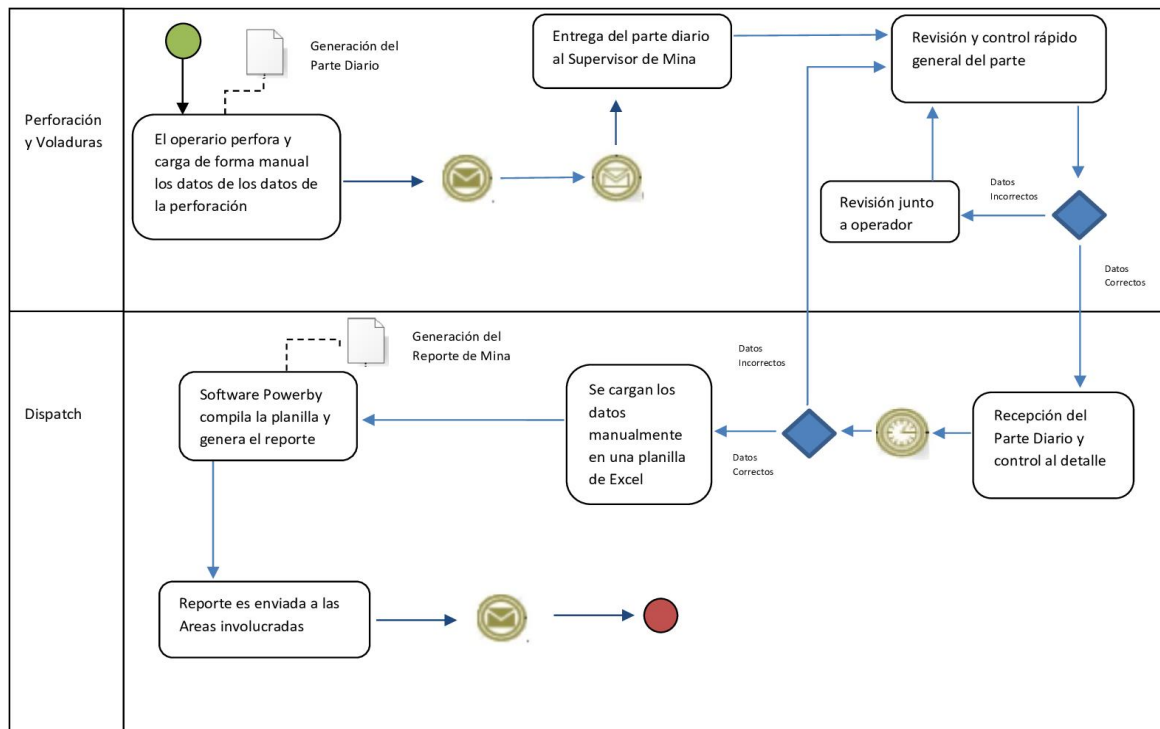 Perforación
y Voladuras
Generación del
Parte Diario
El operario perfora y
carga de forma manual
los datos de los datos de
la perforación
Entrega del parte diario
al Supervisor de Mina
Revisión y control rápido
general del parte
Revisión junto
a operador
Datos
Incorrectos
Datos
Correctos
Dispatch
Generación del
Reporte de Mina
Software Powerby
compila la planilla y
genera el reporte
Se cargan los
datos
manualmente
en una planilla
de Excel
Datos
Incorrectos
Datos
Correctos
Recepción del
Parte Diario y
control al detalle
Reporte es enviada a las
Areas involucradas